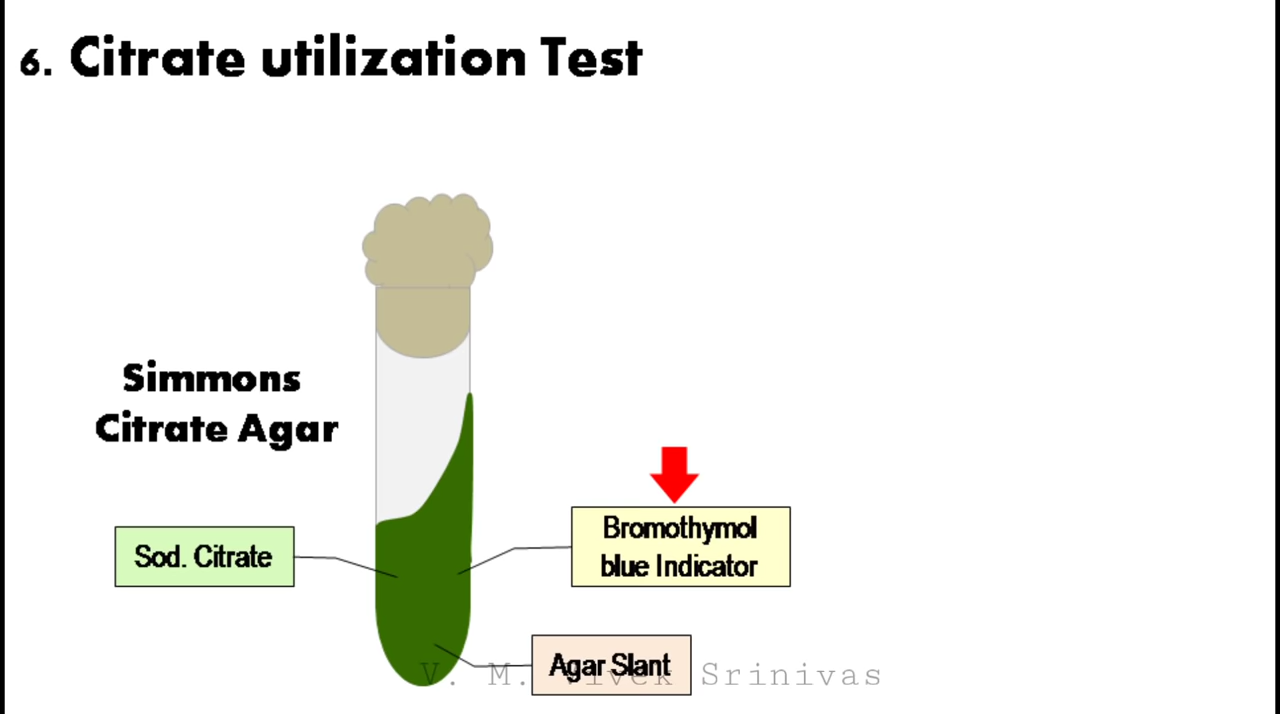 6. Citrate utilization Test
Simmons
Citrate Agar
Sod. Citrate
Bromothymol
blue Indicator
Agar Slant
V. M. Vivek Srinivas